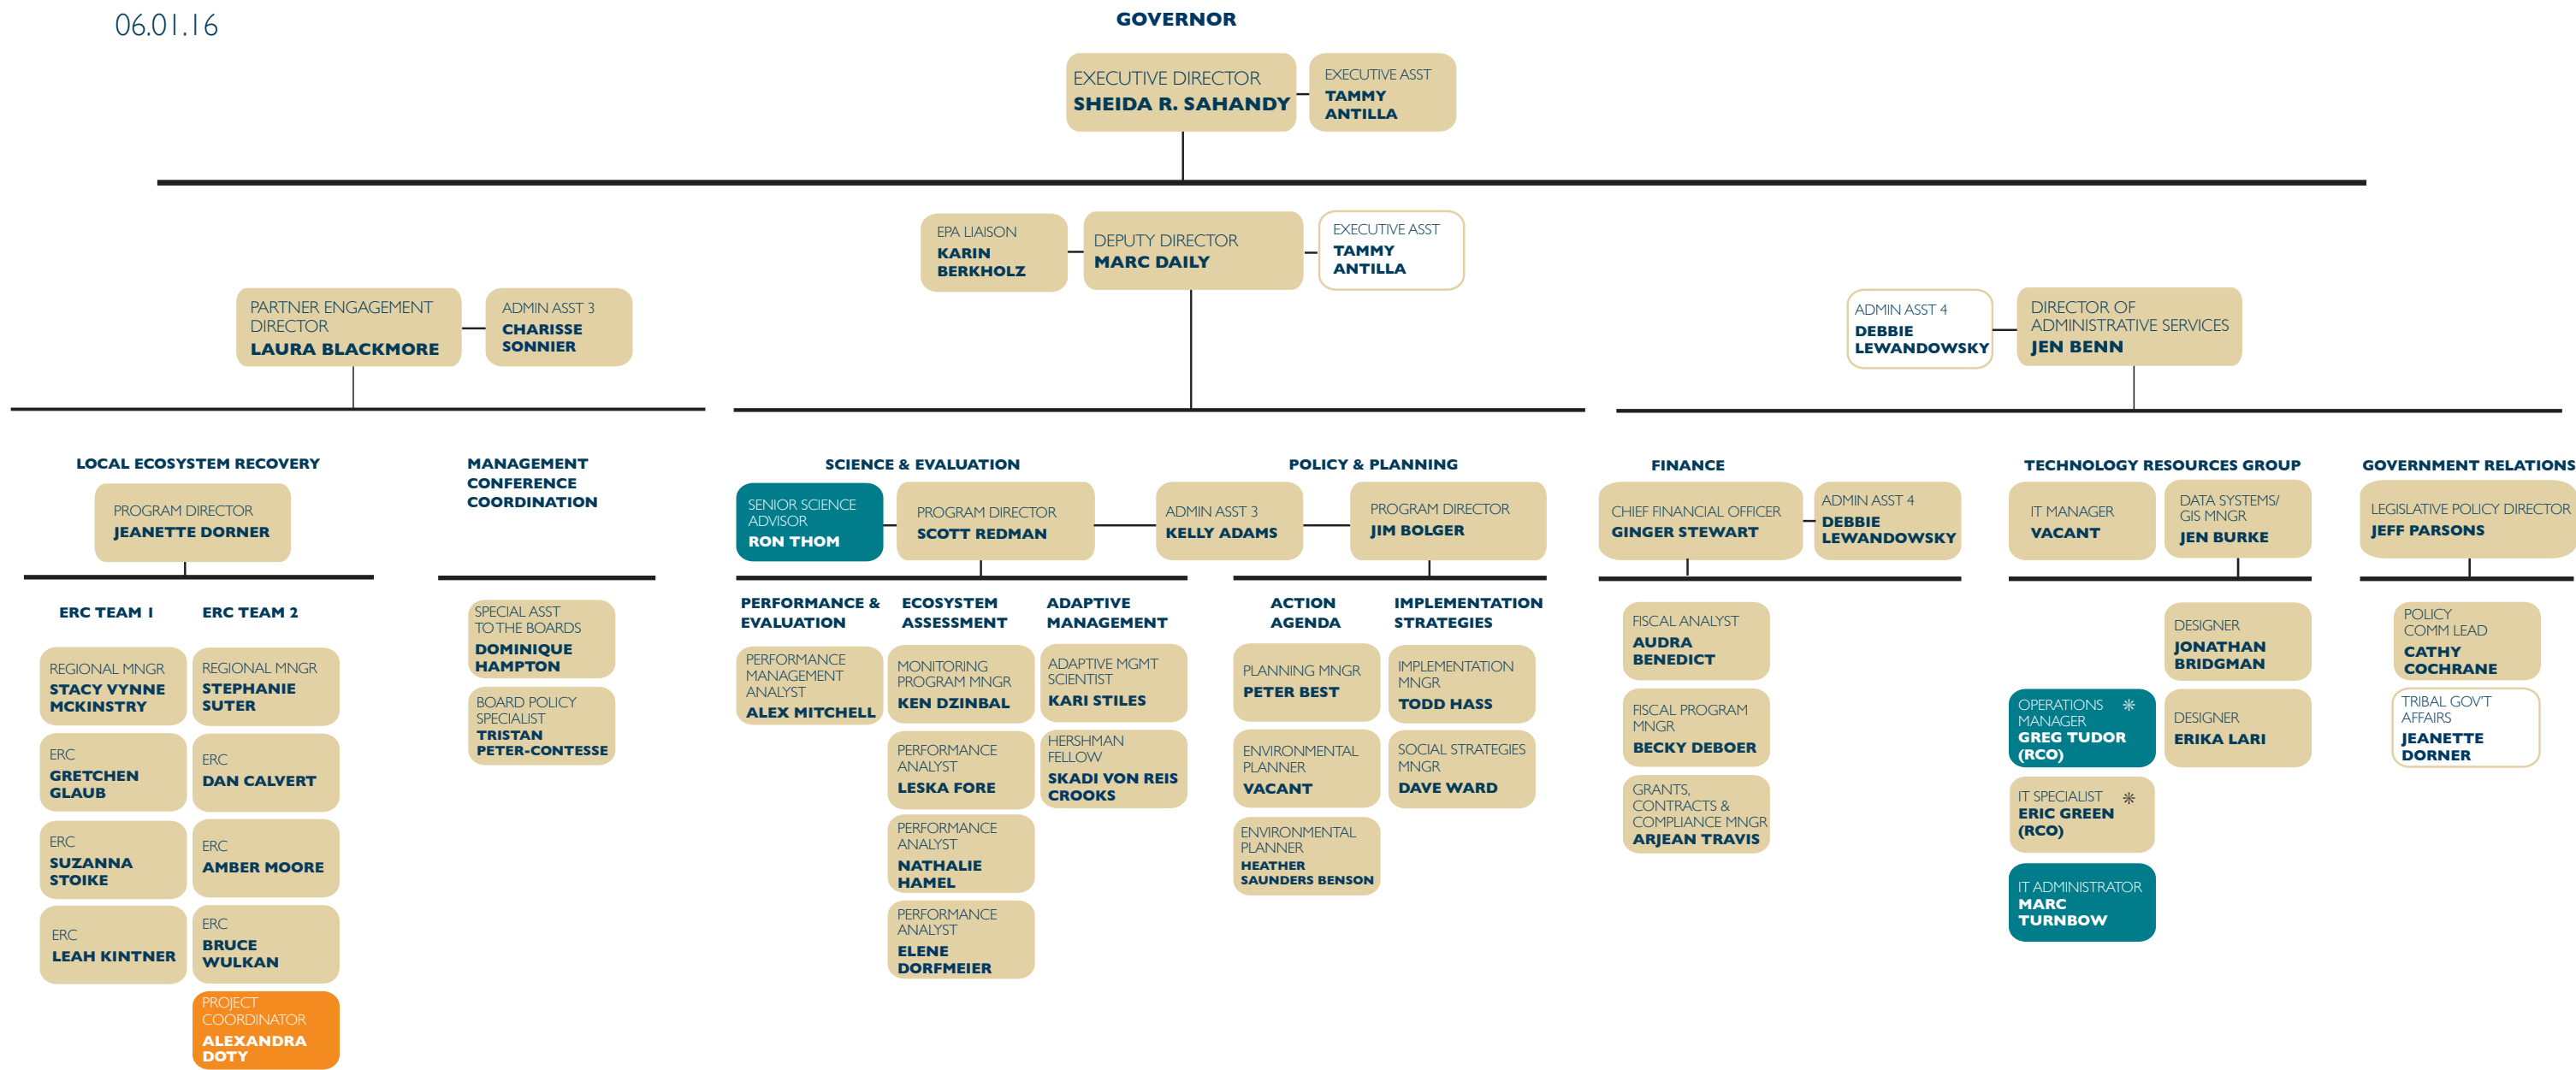 06.01.16
GOVERNOR
EXECUTIVE DIRECTOR
SHEIDA R. SAHANDY
EXECUTIVE ASST
TAMMY
ANTILLA
EPA LIAISON
KARIN
BERKHOLZ
DEPUTY DIRECTOR
MARC DAILY
EXECUTIVE ASST
TAMMY
ANTILLA
PARTNER ENGAGEMENT
DIRECTOR
LAURA BLACKMORE
ADMIN ASST 3
CHARISSE
SONNIER
ADMIN ASST 4
DEBBIE
LEWANDOWSKY
DIRECTOR OF
ADMINISTRATIVE SERVICES
JEN BENN
LOCAL ECOSYSTEM RECOVERY
PROGRAM DIRECTOR
JEANETTE DORNER
ERC TEAM 1
REGIONAL MNGR
STACY VYNNE
MCKINSTRY
ERC
GRETCHEN
GLAUB
ERC
SUZANNA
STOIKE
ERC
LEAH KINTNER
ERC TEAM 2
REGIONAL MNGR
STEPHANIE
SUTER
ERC
DAN CALVERT
ERC
AMBER MOORE
ERC
BRUCE
WULKAN
PROJECT
COORDINATOR
ALEXANDRA
DOTY
MANAGEMENT
CONFERENCE
COORDINATION
SPECIAL ASST
TO THE BOARDS
DOMINIQUE
HAMPTON
BOARD POLICY
SPECIALIST
TRISTAN
PETER-CONTESSE
SCIENCE & EVALUATION
SENIOR SCIENCE
ADVISOR
RON THOM
PROGRAM DIRECTOR
SCOTT REDMAN
ADMIN ASST 3
KELLY ADAMS
POLICY & PLANNING
PROGRAM DIRECTOR
JIM BOLGER
PERFORMANCE &
EVALUATION
PERFORMANCE
MANAGEMENT
ANALYST
ALEX MITCHELL
ECOSYSTEM
ASSESSMENT
MONITORING
PROGRAM MNGR
KEN DZINBAL
PERFORMANCE
ANALYST
LESKA FORE
PERFORMANCE
ANALYST
NATHALIE
HAMEL
PERFORMANCE
ANALYST
ELENE
DORFMEIER
ADAPTIVE
MANAGEMENT
ADAPTIVE MGMT
SCIENTIST
KARI STILES
HERSHMAN
FELLOW
SKADI VON REIS
CROOKS
ACTION
AGENDA
PLANNING MNGR
PETER BEST
ENVIRONMENTAL
PLANNER
VACANT
ENVIRONMENTAL
PLANNER
HEATHER
SAUNDERS BENSON
IMPLEMENTATION
STRATEGIES
IMPLEMENTATION
MNGR
TODD HASS
SOCIAL STRATEGIES
MNGR
DAVE WARD
FINANCE
CHIEF FINANCIAL OFFICER
GINGER STEWART
ADMIN ASST 4
DEBBIE
LEWANDOWSKY
FISCAL ANALYST
AUDRA
BENEDICT
FISCAL PROGRAM
MNGR
BECKY DEBOER
GRANTS,
CONTRACTS &
COMPLIANCE MNGR
ARJEAN TRAVIS
TECHNOLOGY RESOURCES GROUP
IT MANAGER
VACANT
DATA SYSTEMS/
GIS MNGR
JEN BURKE
DESIGNER
JONATHAN
BRIDGMAN
DESIGNER
ERIKA LARI
OPERATIONS ❋
MANAGER
GREG TUDOR
(RCO)
IT SPECIALIST ❋
ERIC GREEN
(RCO)
IT ADMINISTRATOR
MARC
TURNBOW
GOVERNMENT RELATIONS
LEGISLATIVE POLICY DIRECTOR
JEFF PARSONS
POLICY
COMM LEAD
CATHY
COCHRANE
TRIBAL GOV'T
AFFAIRS
JEANETTE
DORNER